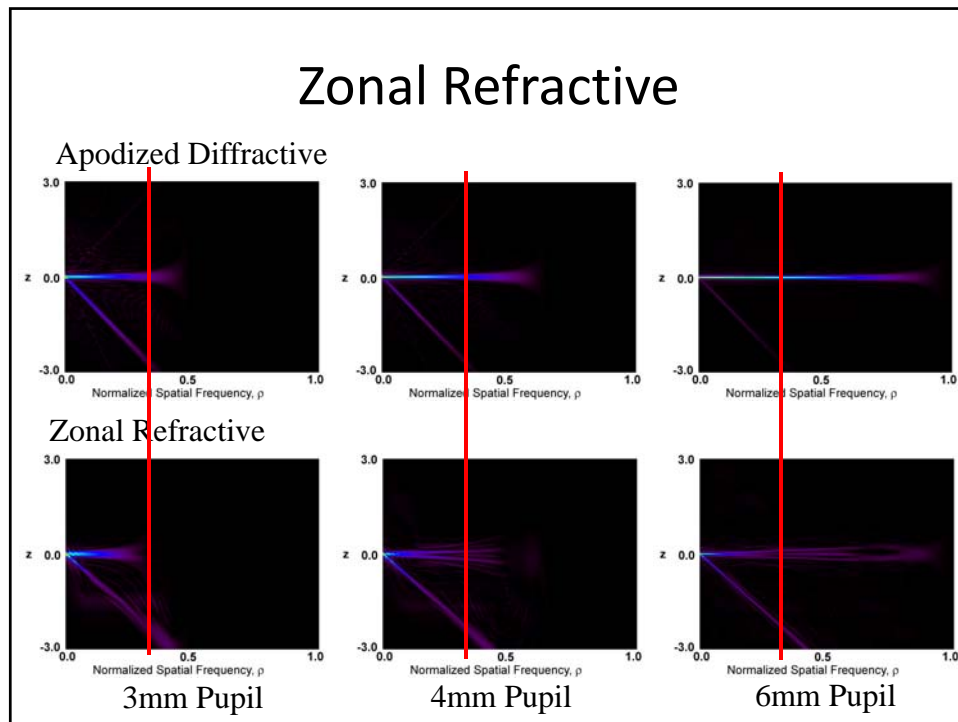 Zonal Refractive
Apodized Diffractive
3.0 3.0 3.0
z 0.0 z 0.0 z 0.0
-3.0 -3.0 -3.0
0.0 0.5 1.0 0.0 0.5 1.0 0.0 0.5 1.0
Normalized Spatial Frequency, ρ Normalized Spatial Frequency, ρ Normalized Spatial Frequency, ρ
Zonal Refractive
3.0 3.0 3.0
z 0.0 z 0.0 z 0.0
-3.0 -3.0 -3.0
0.0 0.5 1.0 0.0 0.5 1.0 0.0 0.5 1.0
Normalized Spatial Frequency, ρ Normalized Spatial Frequency, ρ Normalized Spatial Frequency, ρ
3mm Pupil 4mm Pupil 6mm Pupil